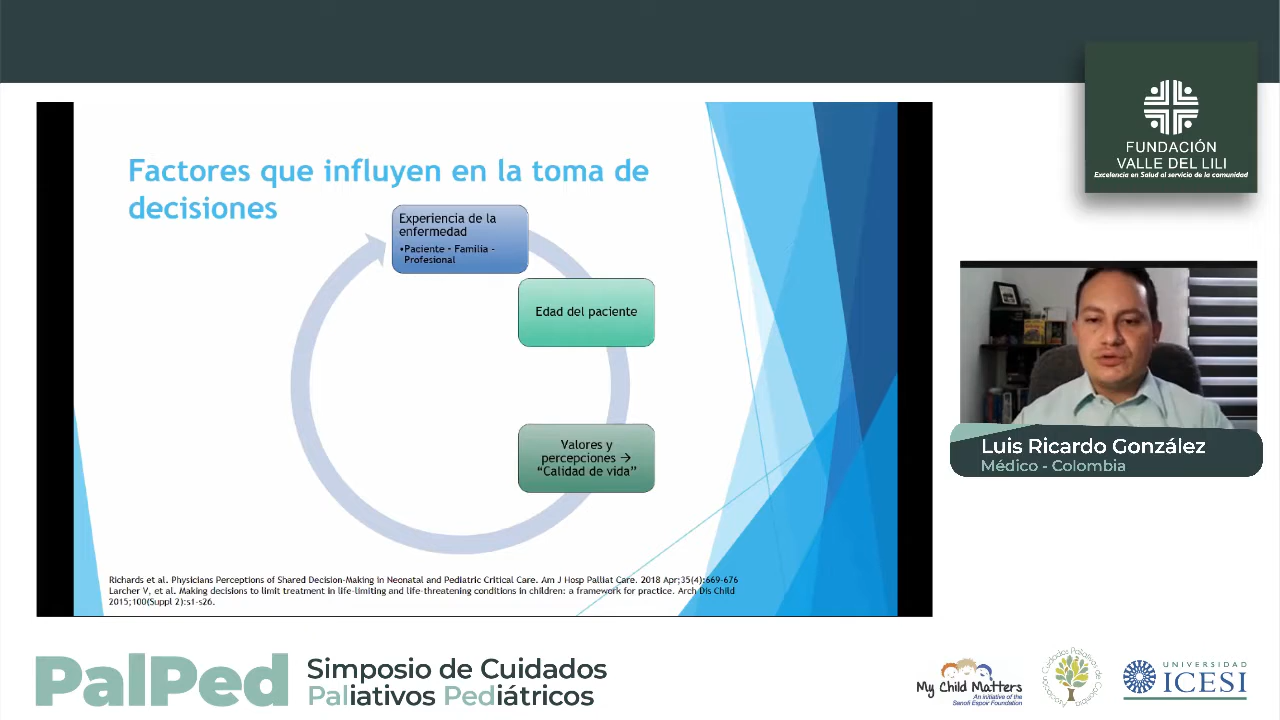 FUNDACIÓN
VALLE DEL LILI
Excelencia en Salud al servicio de la comunidad
Factores que influyen en la toma de
decisiones
Experiencia de la
enfermedad
•Paciente - Familia -
Profesional
Edad del paciente
Valores y
percepciones →
“Calidad de vida”
Richards et al. Physicians Perceptions of Shared Decision-Making in Neonatal and Pediatric Critical Care. Am J Hosp Palliat Care. 2018 Apr;35(4):669-676
Larcher V, et al. Making decisions to limit treatment in life-limiting and life-threatening conditions in children: a framework for practice. Arch Dis Child
2015;100(Suppl 2):s1-s26.
Luis Ricardo González
Médico - Colombia
PalPed
Simposio de Cuidados
Paliativos Pediátricos
My Child Matters
An initiative of the
Sanofi Espoir Foundation
Asociación Cuidados Paliativos de Colombia
UNIVERSIDAD
ICESI